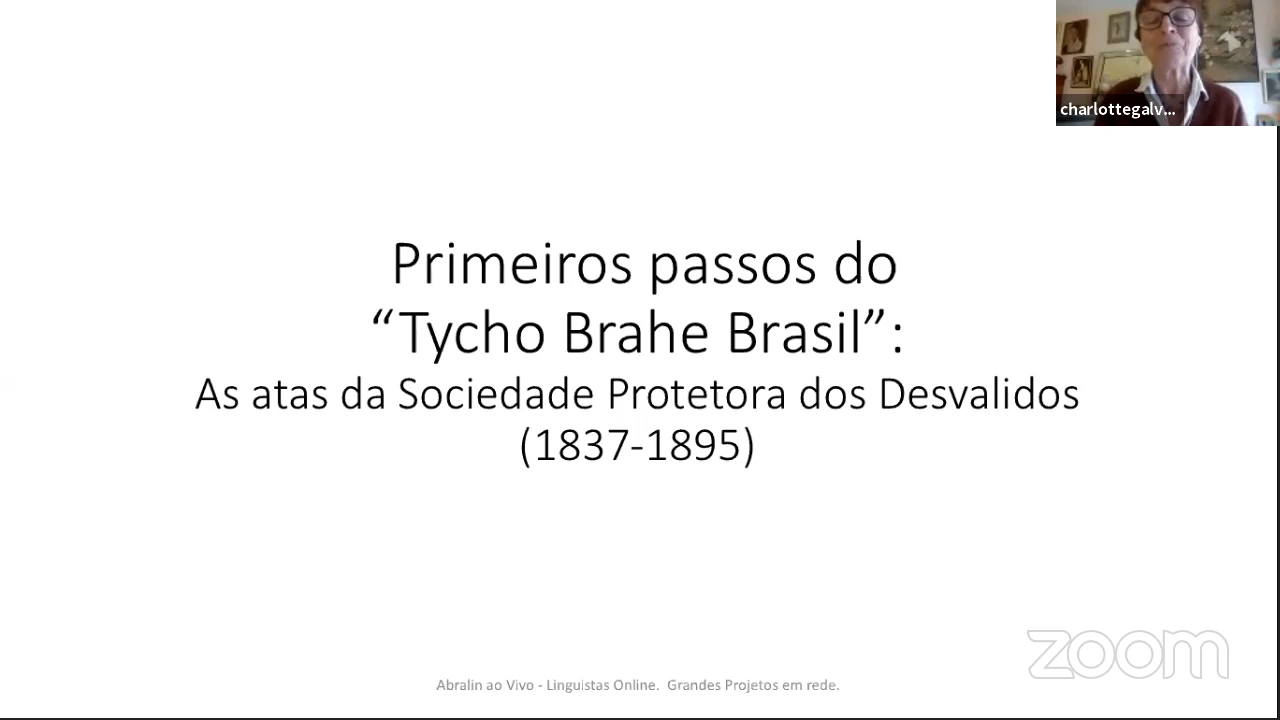 charlottegalv...
Primeiros passos do
“Tycho Brahe Brasil”:
As atas da Sociedade Protetora dos Desvalidos
(1837-1895)
zoom
Abralin ao Vivo - Linguistas Online. Grandes Projetos em rede.